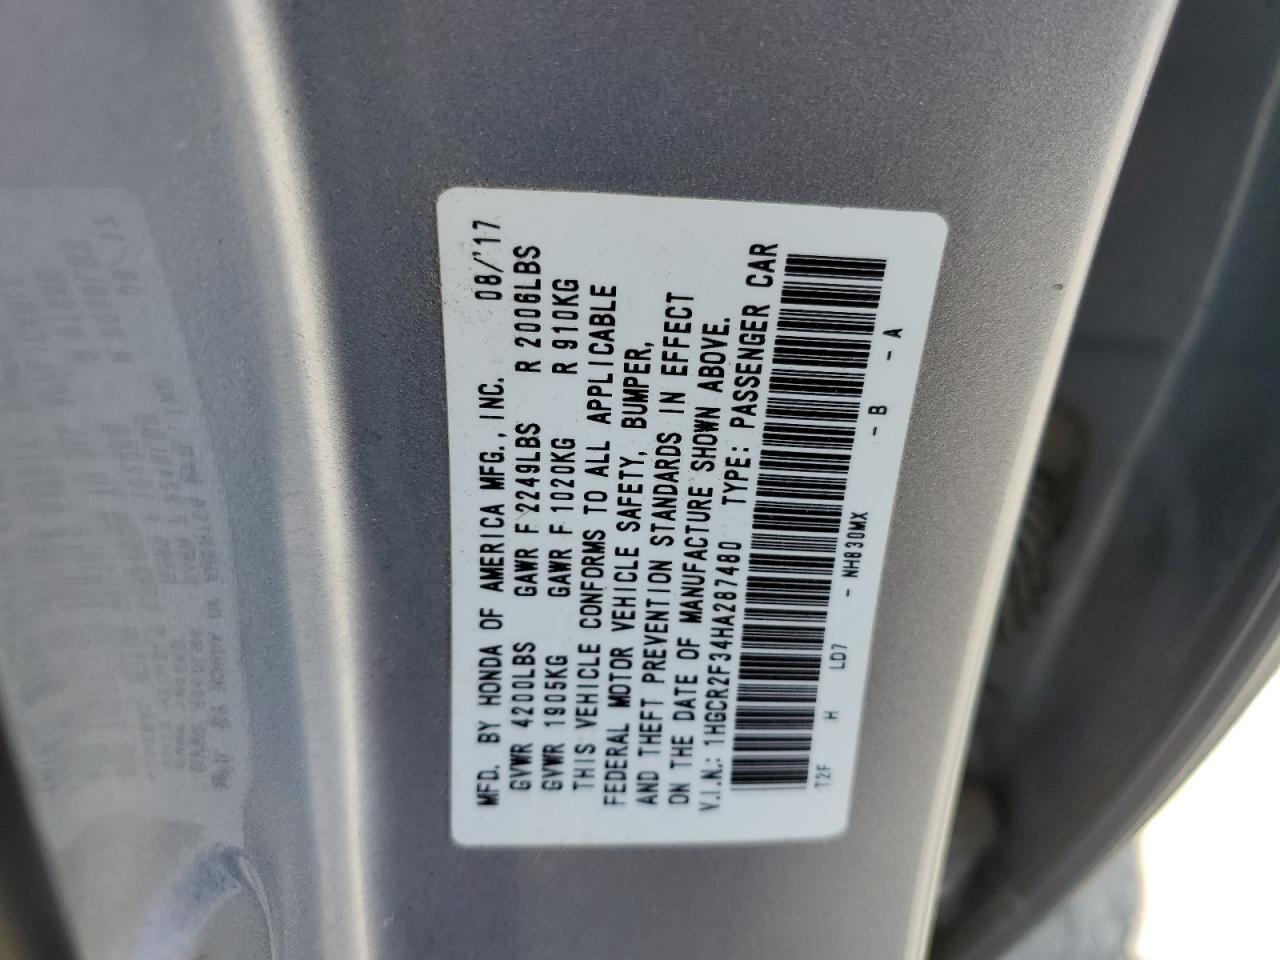 MFD. BY HONDA OF AMERICA MFG., INC. 08/'17
GVWR 4200LBS GAWR F 2249LBS R 2006LBS
GVWR 1905KG GAWR F 1020KG R 910KG
THIS VEHICLE CONFORMS TO ALL APPLICABLE
FEDERAL MOTOR VEHICLE SAFETY, BUMPER,
AND THEFT PREVENTION STANDARDS IN EFFECT
ON THE DATE OF MANUFACTURE SHOWN ABOVE.
V.I.N.: 1HGCR2F34HA287480 TYPE: PASSENGER CAR
T2F H LD7 - NH830MX - B - A